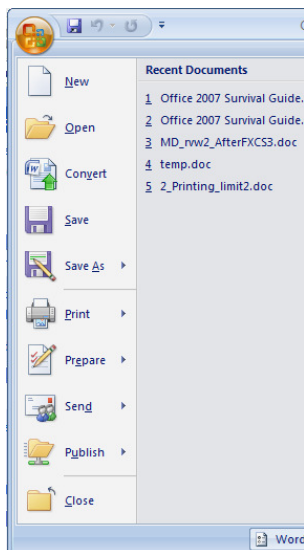 New
Open
Convert
Save
Save As
Print
Prepare
Send
Publish
Close
Recent Documents
1 Office 2007 Survival Guide.
2 Office 2007 Survival Guide.
3 MD_rvw2_AfterFXCS3.doc
4 temp.doc
5 2_Printing_limit2.doc
Word